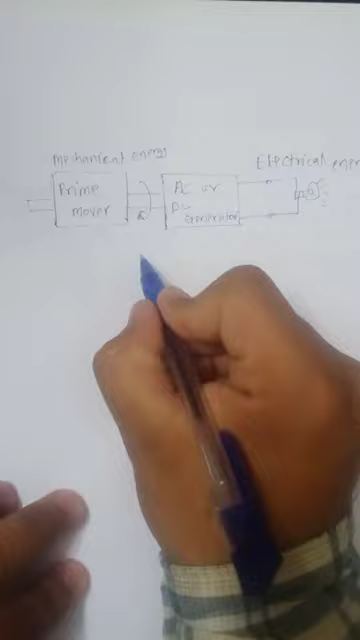 Mechanical energy
Electrical ener
Prime
mover
AC or
DC
Generator